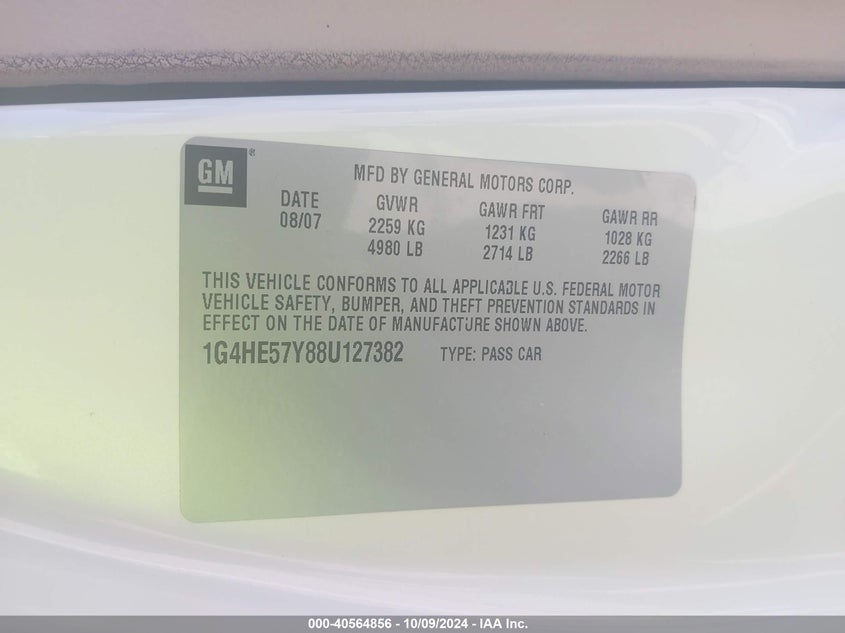 GM®
MFD BY GENERAL MOTORS CORP.
DATE GVWR GAWR FRT GAWR RR
08/07 2259 KG 1231 KG 1028 KG
4980 LB 2714 LB 2266 LB
THIS VEHICLE CONFORMS TO ALL APPLICABLE U.S. FEDERAL MOTOR
VEHICLE SAFETY, BUMPER, AND THEFT PREVENTION STANDARDS IN
EFFECT ON THE DATE OF MANUFACTURE SHOWN ABOVE.
1G4HE57Y88U127382 TYPE: PASS CAR
000-40564856 - 10/09/2024 - IAA Inc.